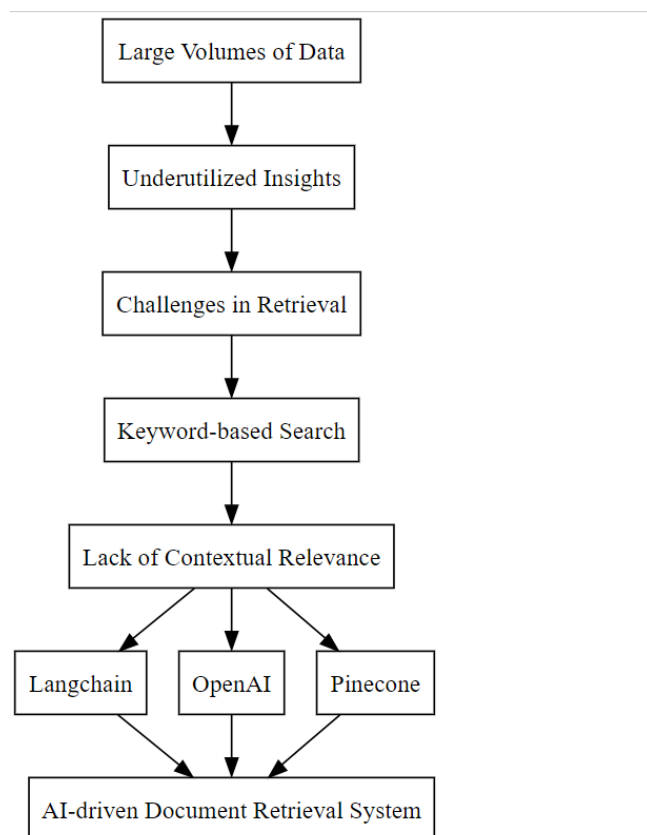 Large Volumes of Data
Underutilized Insights
Challenges in Retrieval
Keyword-based Search
Lack of Contextual Relevance
Langchain
OpenAI
Pinecone
AI-driven Document Retrieval System